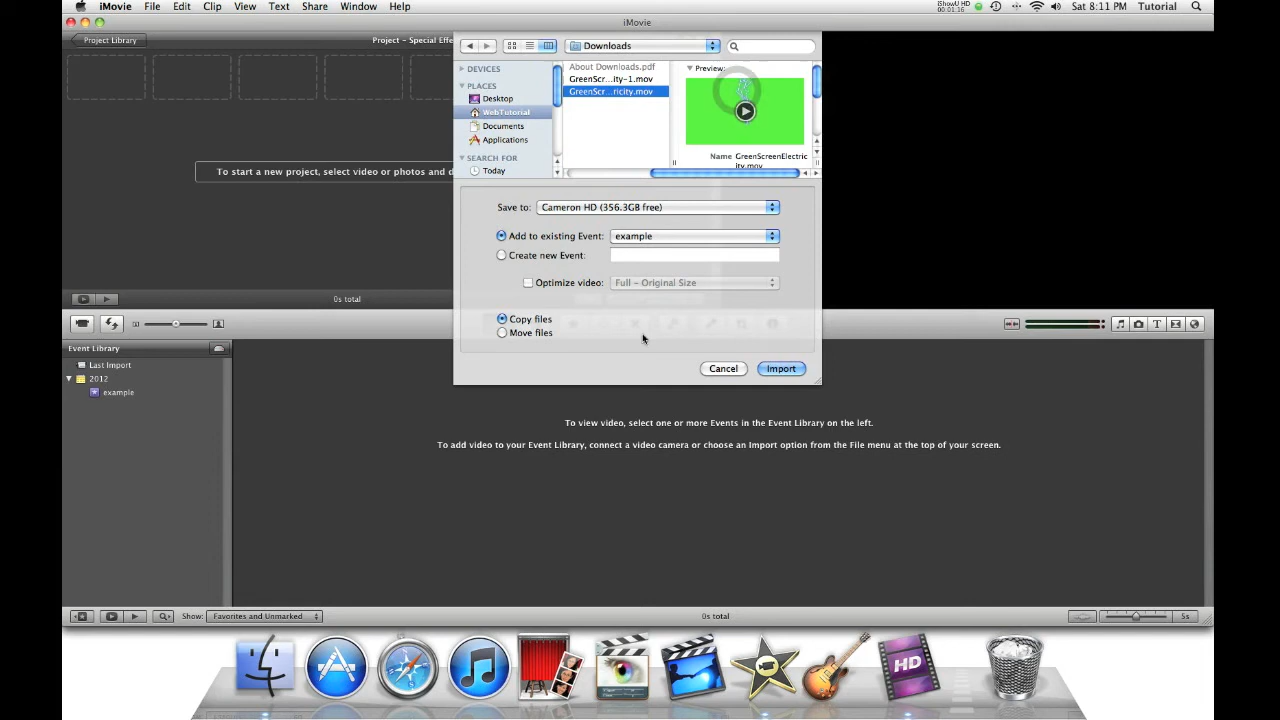 iMovie File Edit Clip View Text Share Window Help
iShowU HD
00:01:16
Sat 8:11 PM Tutorial
iMovie
Project Library
Project - Special Effe
Downloads
DEVICES
PLACES
Desktop
WebTutorial
Documents
Applications
SEARCH FOR
Today
About Downloads.pdf
GreenScr...ity-1.mov
GreenScr...ricity.mov
Preview:
Name GreenScreenElectric
ity.mov
To start a new project, select video or photos and d
Save to: Cameron HD (356.3GB free)
Add to existing Event: example
Create new Event:
Optimize video: Full - Original Size
Copy files
Move files
Cancel Import
0s total
Event Library
Last Import
2012
example
To view video, select one or more Events in the Event Library on the left.
To add video to your Event Library, connect a video camera or choose an Import option from the File menu at the top of your screen.
Show: Favorites and Unmarked
0s total
5s
HD